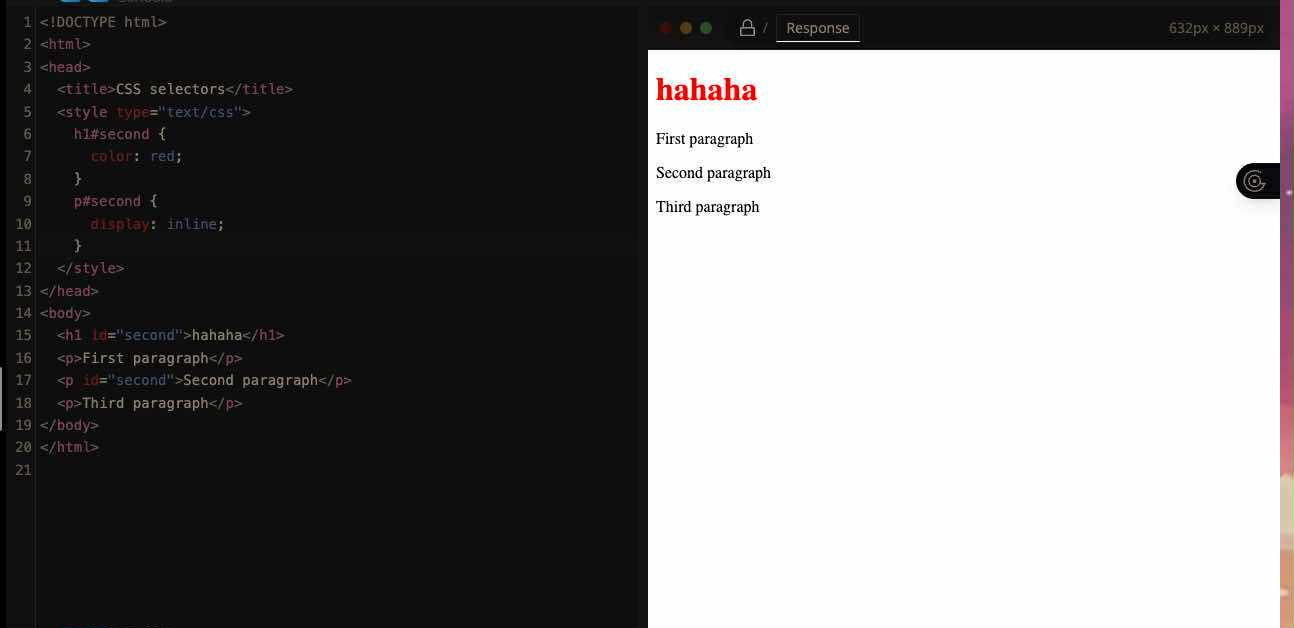 1 <!DOCTYPE html>
2 <html>
3 <head>
4   <title>CSS selectors</title>
5   <style type="text/css">
6     h1#second {
7       color: red;
8     }
9     p#second {
10       display: inline;
11     }
12   </style>
13 </head>
14 <body>
15   <h1 id="second">hahaha</h1>
16   <p>First paragraph</p>
17   <p id="second">Second paragraph</p>
18   <p>Third paragraph</p>
19 </body>
20 </html>
21
/ Response 632px × 889px
hahaha
First paragraph
Second paragraph
Third paragraph